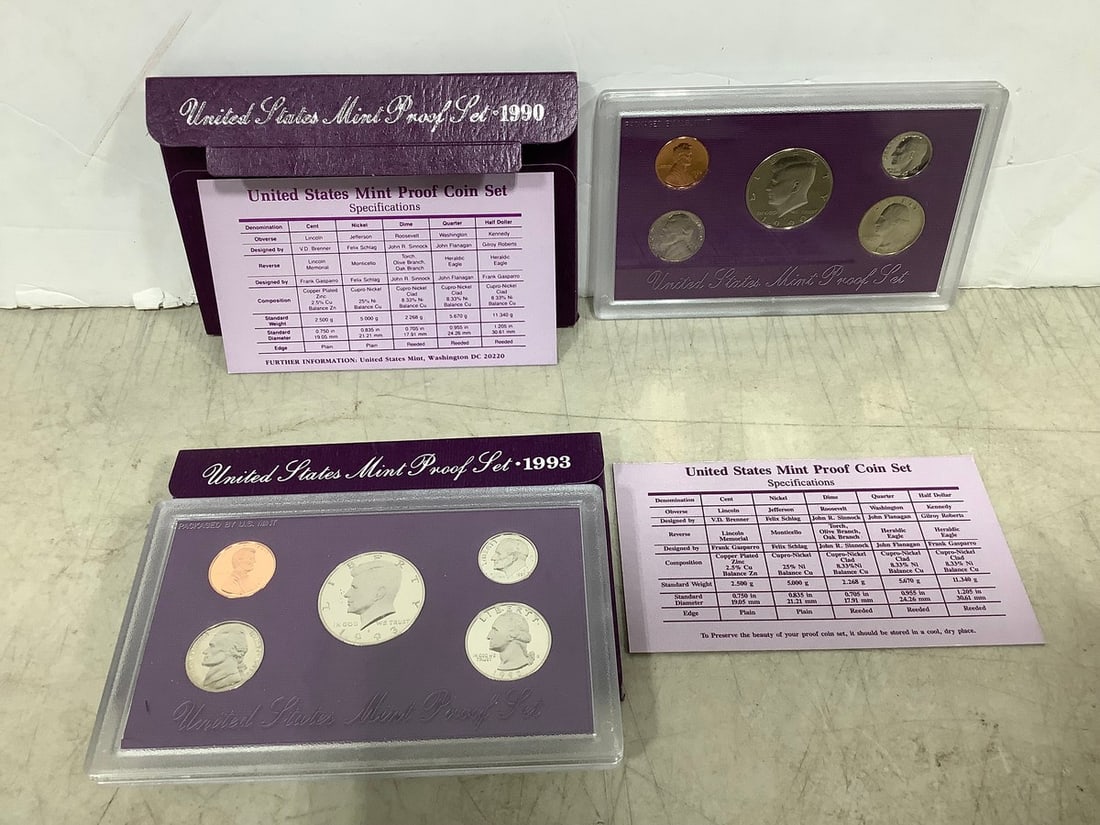 United States Mint Proof Set • 1990
United States Mint Proof Coin Set
Specifications
Denomination Cent Nickel Dime Quarter Half Dollar
Obverse Lincoln Jefferson Roosevelt Washington Kennedy
Designed by V.D. Brenner Felix Schlag John R. Sinnock John Flanagan Gilroy Roberts
Reverse Lincoln Memorial Monticello Torch, Olive Branch, Oak Branch Heraldic Eagle Heraldic Eagle
Designed by Frank Gasparro Felix Schlag John R. Sinnock John Flanagan Frank Gasparro
Composition Copper Plated Zinc 2.5% Cu Balance Zn Cupro-Nickel 25% Ni Balance Cu Cupro-Nickel Clad 8.33% Ni Balance Cu Cupro-Nickel Clad 8.33% Ni Balance Cu Cupro-Nickel Clad 8.33% Ni Balance Cu
Standard Weight 2.500 g 5.000 g 2.268 g 5.670 g 11.340 g
Standard Diameter 0.750 in 19.05 mm 0.835 in 21.21 mm 0.705 in 17.91 mm 0.955 in 24.26 mm 1.205 in 30.61 mm
Edge Plain Plain Reeded Reeded Reeded
FURTHER INFORMATION: United States Mint, Washington DC 20220
United States Mint Proof Set
United States Mint Proof Set • 1993
PACKAGED BY U.S. MINT
LIBERTY
IN GOD WE TRUST
1993
LIBERTY
United States Mint Proof Set
United States Mint Proof Coin Set
Specifications
Denomination Cent Nickel Dime Quarter Half Dollar
Obverse Lincoln Jefferson Roosevelt Washington Kennedy
Designed by V.D. Brenner Felix Schlag John R. Sinnock John Flanagan Gilroy Roberts
Reverse Lincoln Memorial Monticello Torch, Olive Branch, Oak Branch Heraldic Eagle Heraldic Eagle
Designed by Frank Gasparro Felix Schlag John R. Sinnock John Flanagan Frank Gasparro
Composition Copper Plated Zinc 2.5% Cu Balance Zn Cupro-Nickel 25% Ni Balance Cu Cupro-Nickel Clad 8.33%Ni Balance Cu Cupro-Nickel Clad 8.33% Ni Balance Cu Cupro-Nickel Clad 8.33% Ni Balance Cu
Standard Weight 2.500 g 5.000 g 2.268 g 5.670 g 11.340 g
Standard Diameter 0.750 in 19.05 mm 0.835 in 21.21 mm 0.705 in 17.91 mm 0.955 in 24.26 mm 1.205 in 30.61 mm
Edge Plain Plain Reeded Reeded Reeded
To Preserve the beauty of your proof coin set, it should be stored in a cool, dry place.